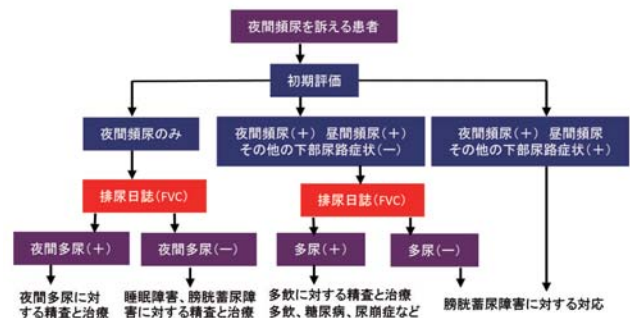 夜間頻尿を訴える患者
初期評価
夜間頻尿のみ
夜間頻尿(+) 昼間頻尿(+)
その他の下部尿路症状(ー)
夜間頻尿(+) 昼間頻尿
その他の下部尿路症状(+)
排尿日誌(FVC)
排尿日誌(FVC)
夜間多尿(+)
夜間多尿(ー)
多尿(+)
多尿(ー)
夜間多尿に対
する精査と治療
睡眠障害、膀胱蓄尿障
害に対する精査と治療
多飲に対する精査と治療
多飲、糖尿病、尿崩症など
膀胱蓄尿障害に対する対応